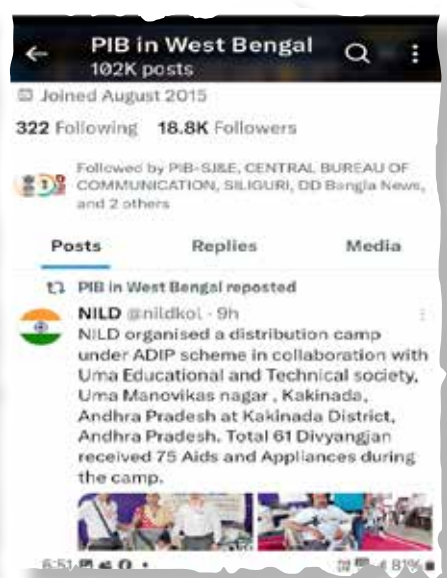 PIB in West Bengal
102K posts
Joined August 2015
322 Following 18.8K Followers
Followed by PIB-SJ&E, CENTRAL BUREAU OF
COMMUNICATION, SILIGURI, DD Bangla News,
and 2 others
Posts Replies Media
PIB in West Bengal reposted
NILD @nildkol · 9h
NILD organised a distribution camp
under ADIP scheme in collaboration with
Uma Educational and Technical society,
Uma Manovikas nagar , Kakinada,
Andhra Pradesh at Kakinada District,
Andhra Pradesh. Total 61 Divyangjan
received 75 Aids and Appliances during
the camp.
6:51 81%